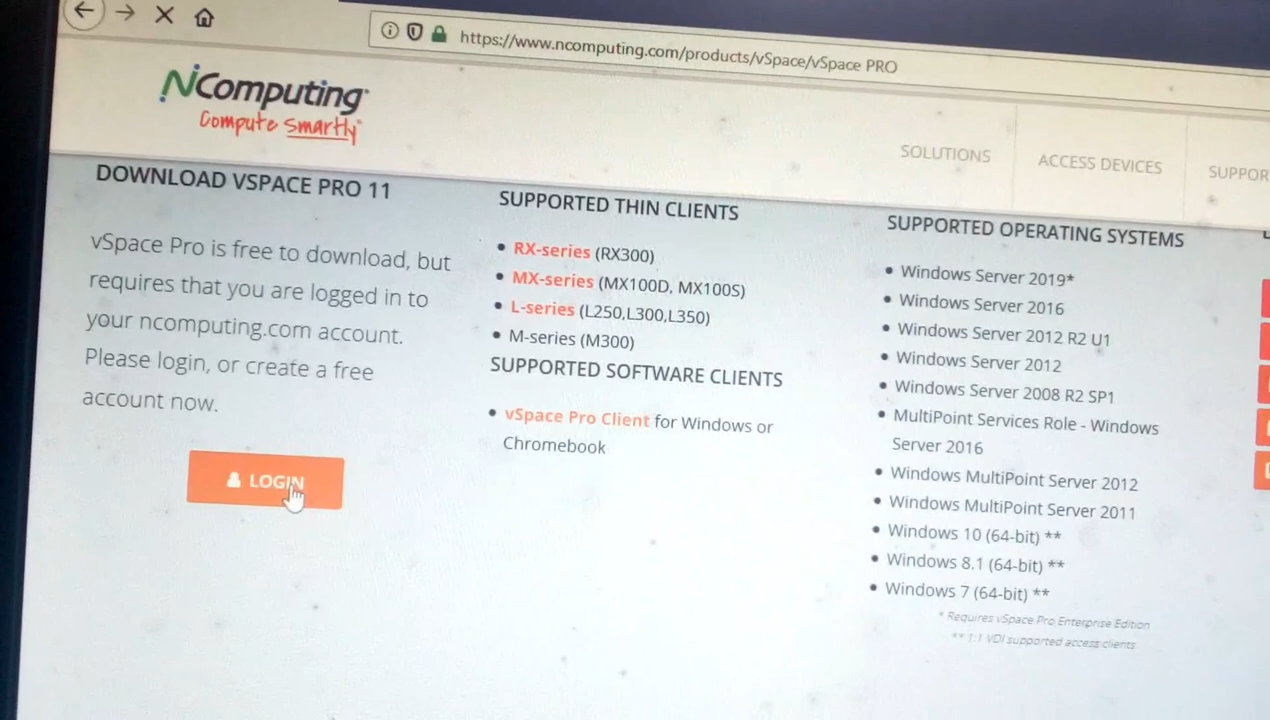 https://www.ncomputing.com/products/vSpace/vSpace PRO
NComputing
Compute Smartly
SOLUTIONS
ACCESS DEVICES
DOWNLOAD VSPACE PRO 11
vSpace Pro is free to download, but
requires that you are logged in to
your ncomputing.com account.
Please login, or create a free
account now.
LOGIN
SUPPORTED THIN CLIENTS
• RX-series (RX300)
• MX-series (MX100D, MX100S)
• L-series (L250,L300,L350)
• M-series (M300)
SUPPORTED SOFTWARE CLIENTS
• vSpace Pro Client for Windows or
Chromebook
SUPPORTED OPERATING SYSTEMS
• Windows Server 2019*
• Windows Server 2016
• Windows Server 2012 R2 U1
• Windows Server 2012
• Windows Server 2008 R2 SP1
• MultiPoint Services Role - Windows
Server 2016
• Windows MultiPoint Server 2012
• Windows MultiPoint Server 2011
• Windows 10 (64-bit) **
• Windows 8.1 (64-bit) **
• Windows 7 (64-bit) **
* Requires vSpace Pro Enterprise Edition
** 1:1 VDI supported access clients